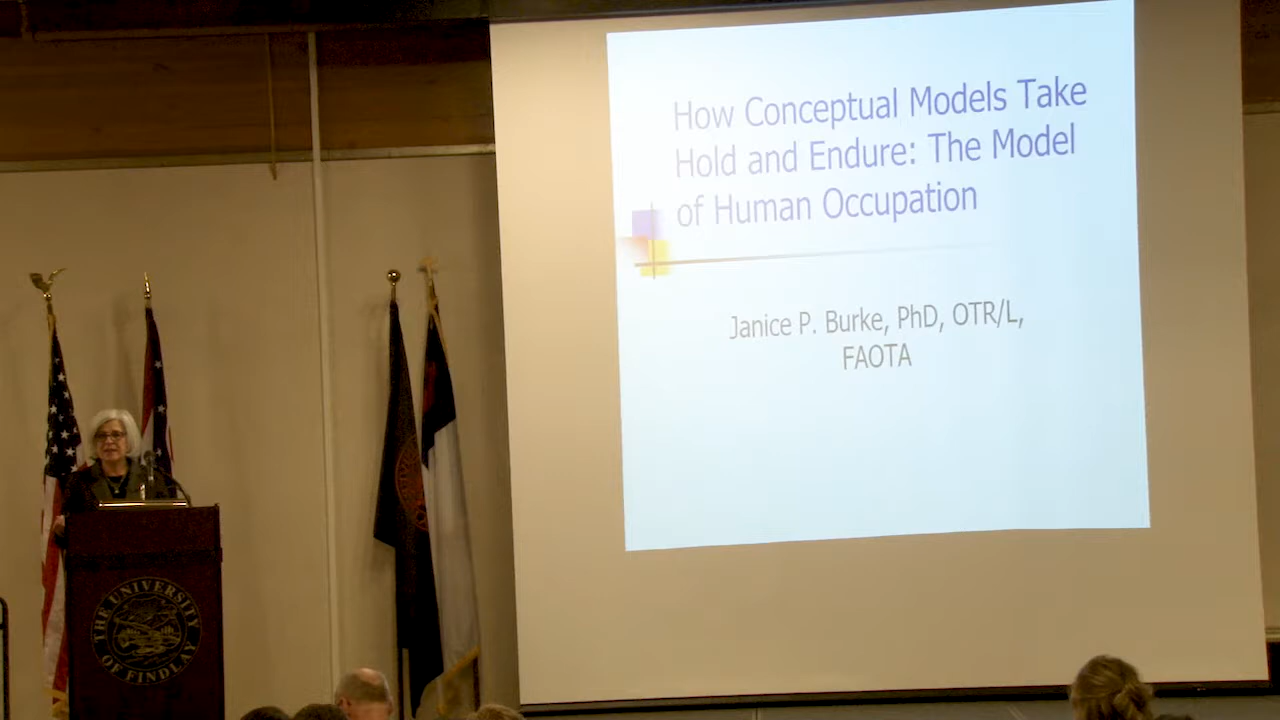 How Conceptual Models Take
Hold and Endure: The Model
of Human Occupation
Janice P. Burke, PhD, OTR/L,
FAOTA
THE UNIVERSITY
OF FINDLAY